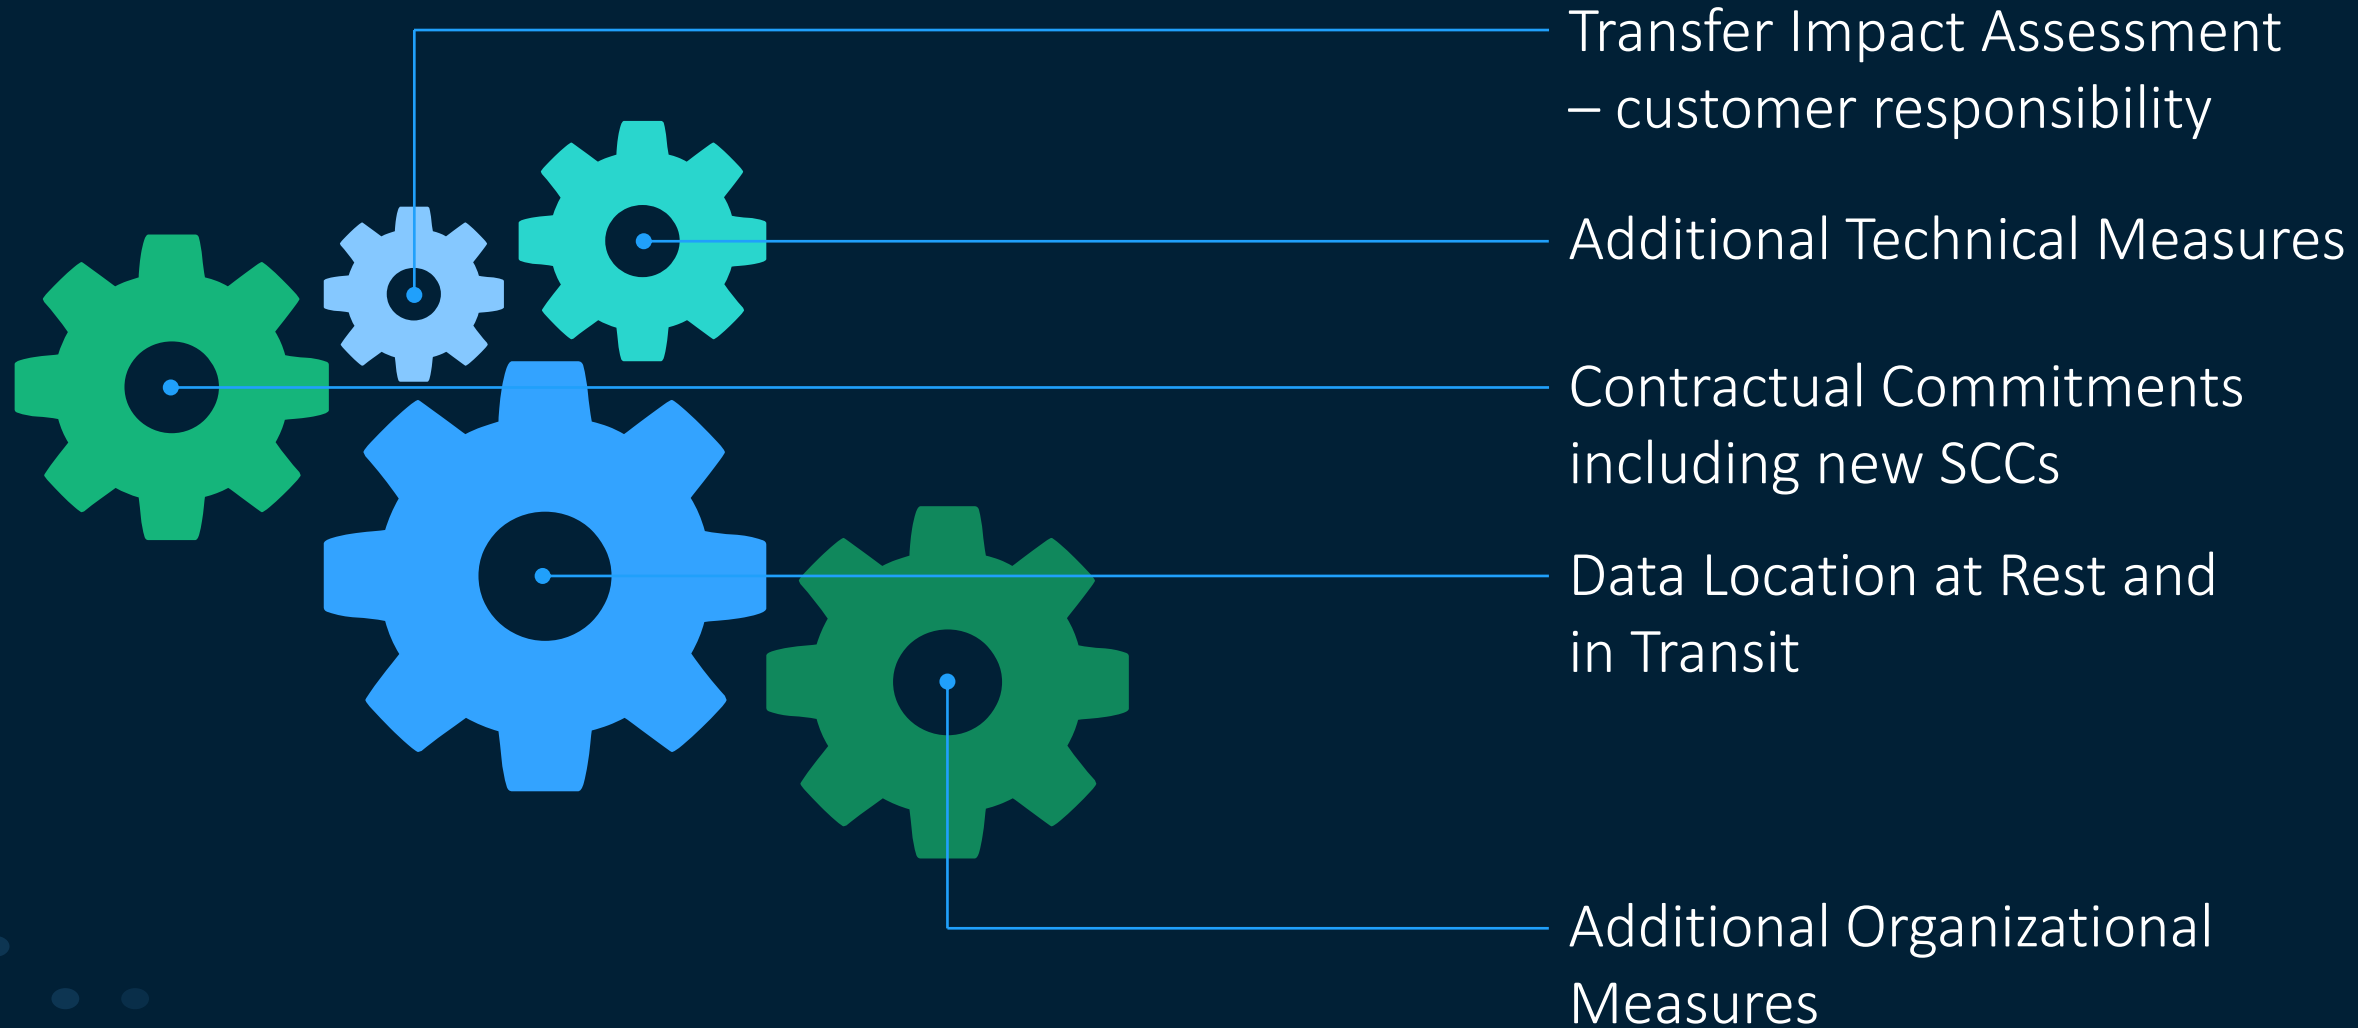 Transfer Impact Assessment
– customer responsibility
Additional Technical Measures
Contractual Commitments
including new SCCs
Data Location at Rest and
in Transit
Additional Organizational
Measures